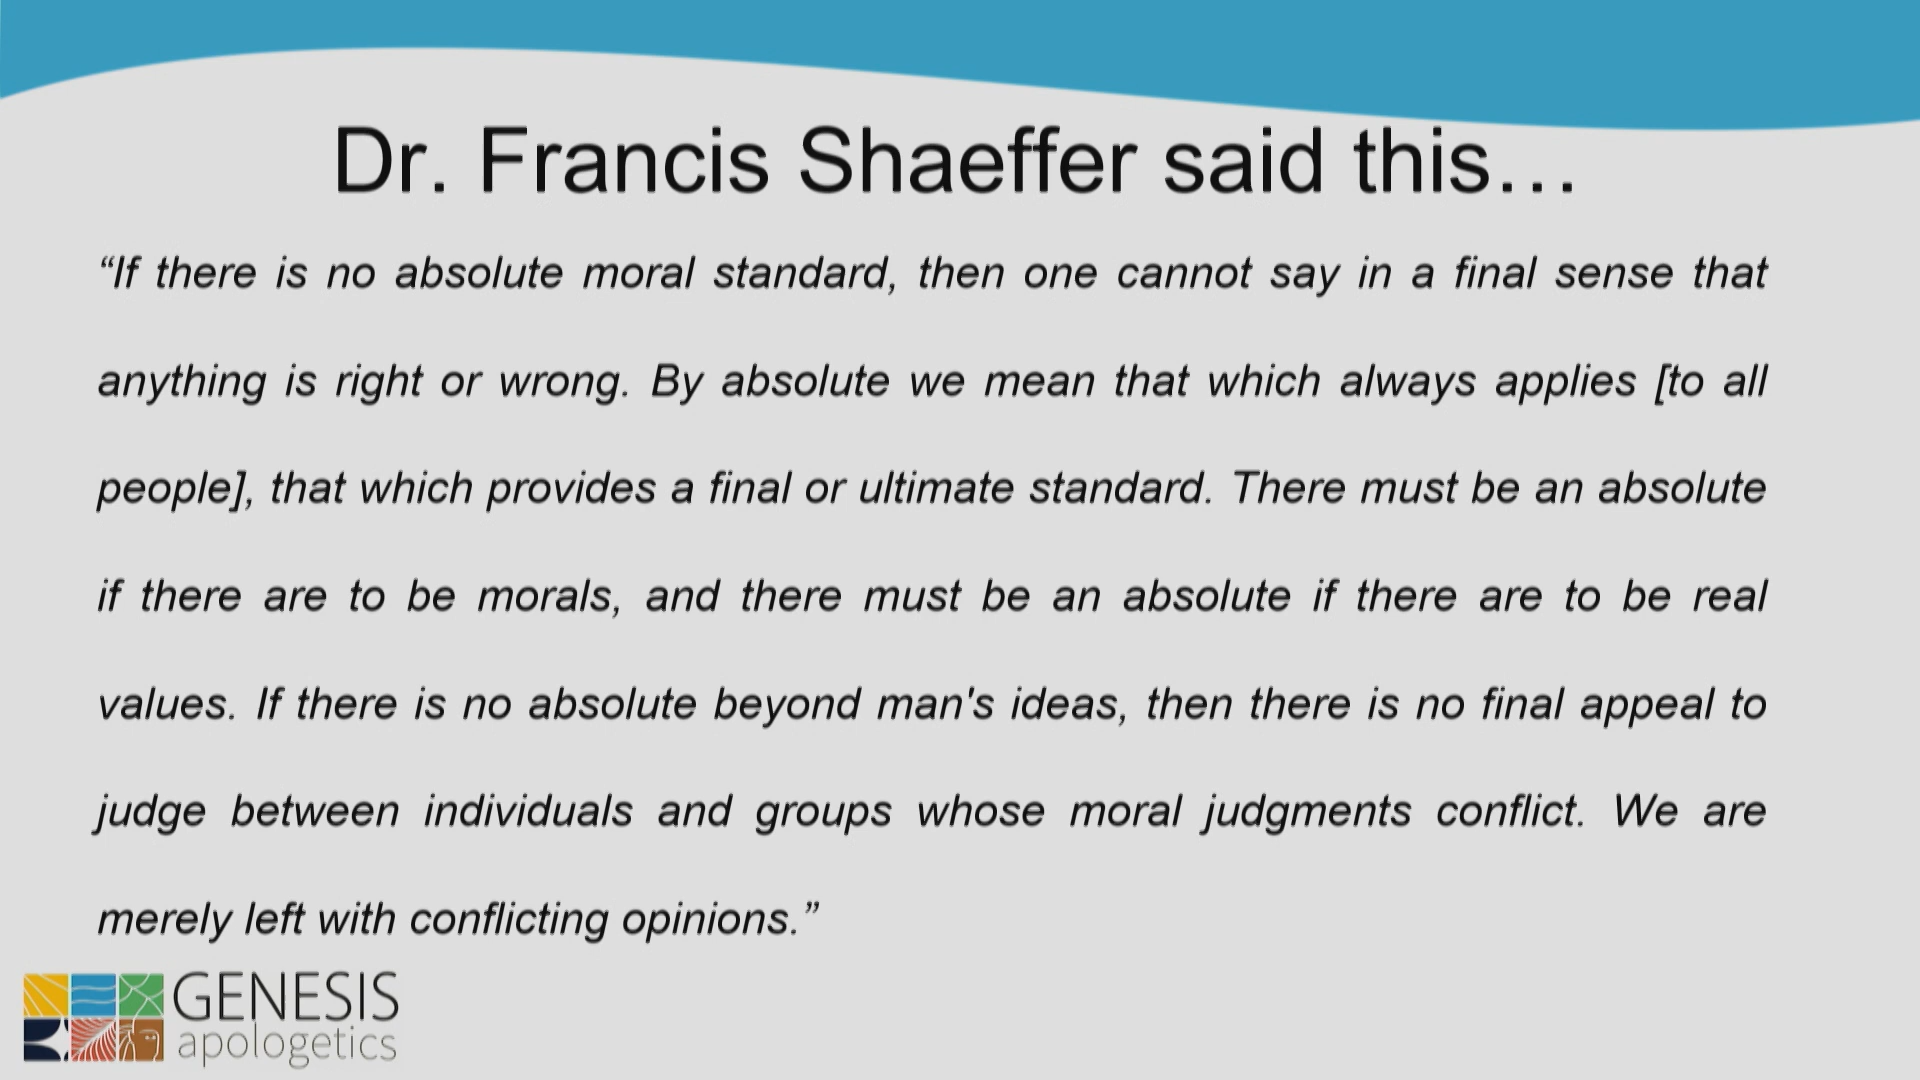 Dr. Francis Shaeffer said this…
“If there is no absolute moral standard, then one cannot say in a final sense that
anything is right or wrong. By absolute we mean that which always applies [to all
people], that which provides a final or ultimate standard. There must be an absolute
if there are to be morals, and there must be an absolute if there are to be real
values. If there is no absolute beyond man's ideas, then there is no final appeal to
judge between individuals and groups whose moral judgments conflict. We are
merely left with conflicting opinions.”
GENESIS
apologetics